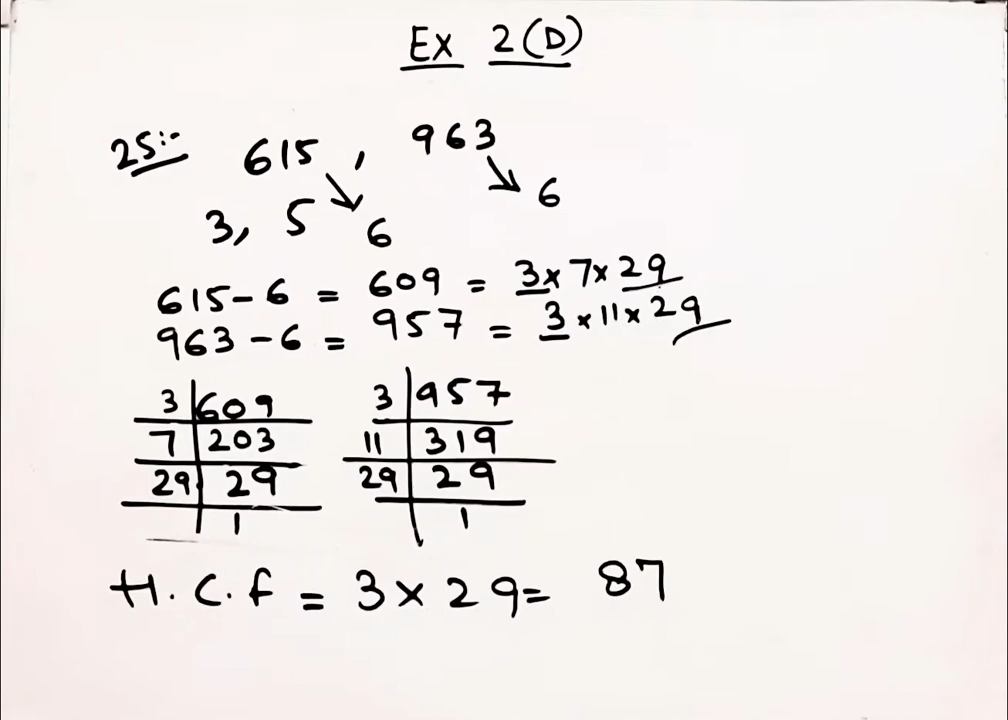 Ex 2(D)
25:- 615 , 963
6
3, 5 6
615-6 = 609 = 3×7×29
963-6 = 957 = 3×11×29
3 609 3 957
7 203 11 319
29 29 29 29
1 1
H.C.f = 3×29= 87